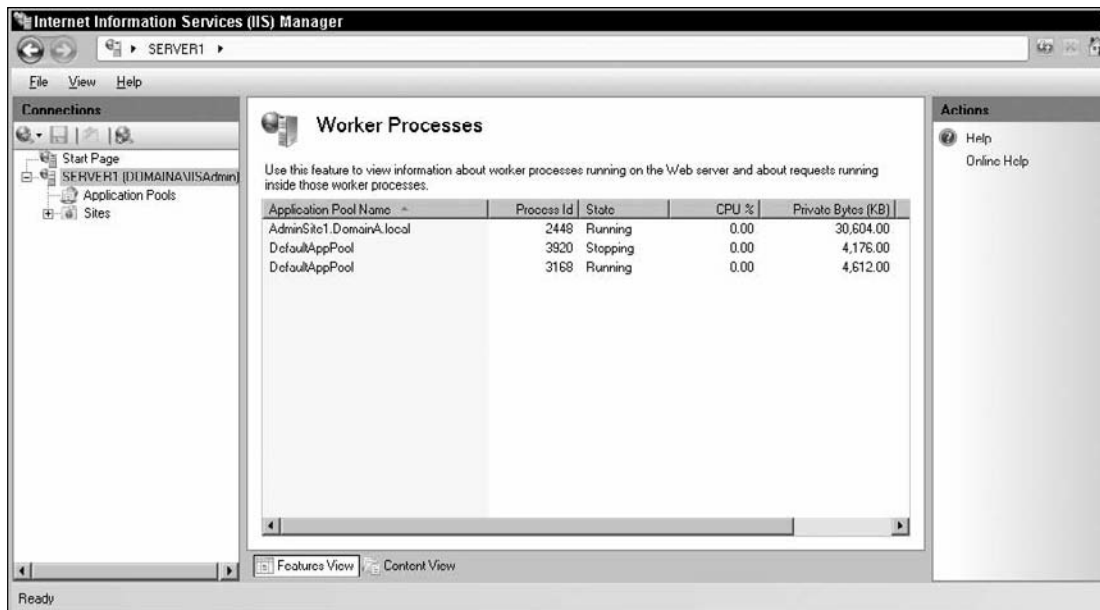 Internet Information Services (IIS) Manager
SERVER1
File View Help
Connections
Start Page
SERVER1 (DOMAINA\IISAdmin)
Application Pools
Sites
Worker Processes
Use this feature to view information about worker processes running on the Web server and about requests running
inside those worker processes.
Application Pool Name Process Id State CPU % Private Bytes (KB)
AdminSite1.DomainA.local 2448 Running 0.00 30,604.00
DefaultAppPool 3920 Stopping 0.00 4,176.00
DefaultAppPool 3168 Running 0.00 4,612.00
Features View Content View
Actions
Help
Online Help
Ready